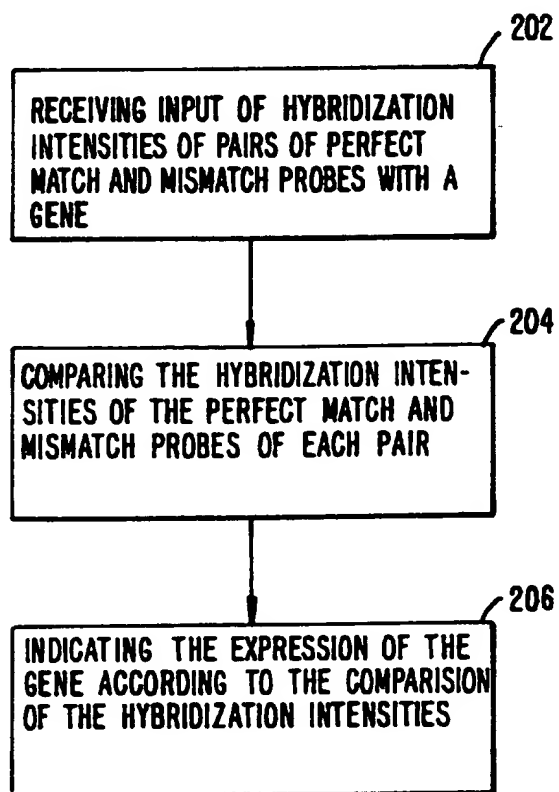 202
RECEIVING INPUT OF HYBRIDIZATION
INTENSITIES OF PAIRS OF PERFECT
MATCH AND MISMATCH PROBES WITH A
GENE
204
COMPARING THE HYBRIDIZATION INTEN-
SITIES OF THE PERFECT MATCH AND
MISMATCH PROBES OF EACH PAIR
206
INDICATING THE EXPRESSION OF THE
GENE ACCORDING TO THE COMPARISION
OF THE HYBRIDIZATION INTENSITIES